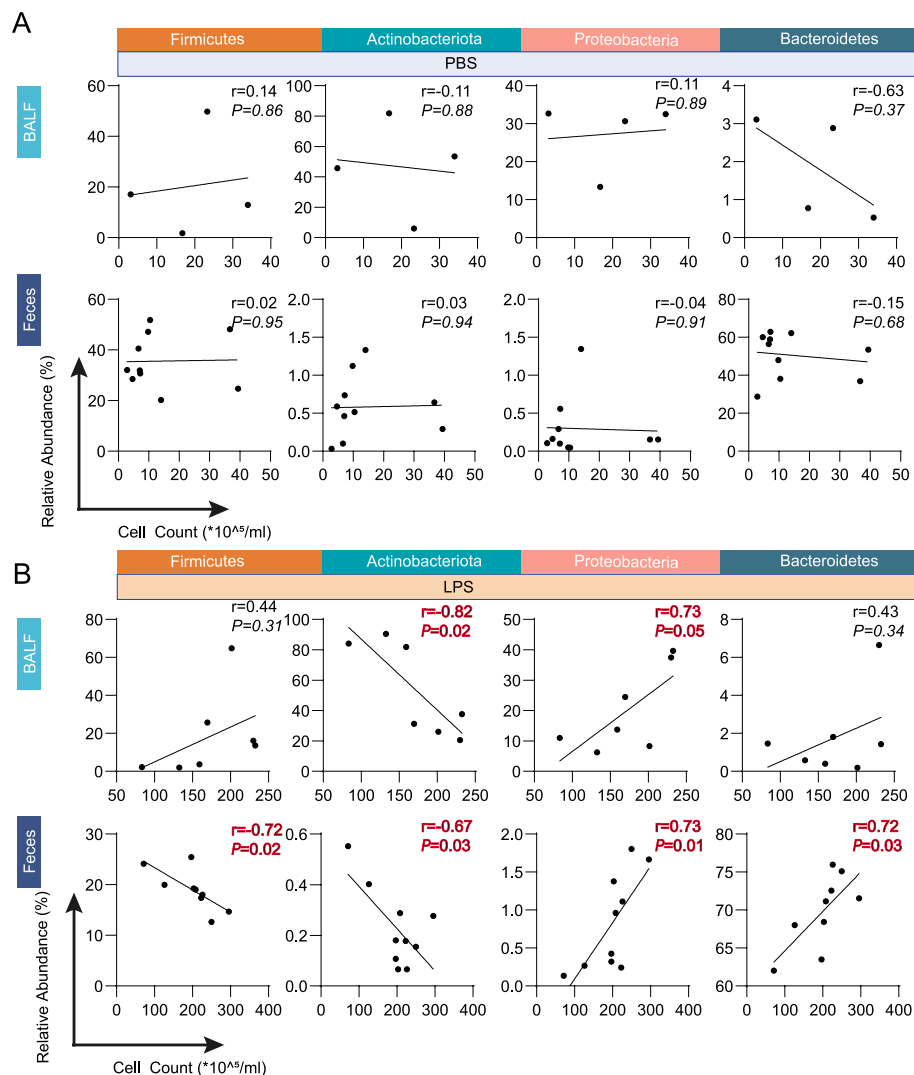 A
Firmicutes Actinobacteriota Proteobacteria Bacteroidetes
PBS
BALF
60
40
20
0
0 10 20 30 40
r=0.14
P=0.86
100
80
60
40
20
0
0 10 20 30 40
r=-0.11
P=0.88
40
30
20
10
0
0 10 20 30 40
r=0.11
P=0.89
4
3
2
1
0
0 10 20 30 40
r=-0.63
P=0.37
Feces
60
40
20
0
0 10 20 30 40 50
r=0.02
P=0.95
2.0
1.5
1.0
0.5
0.0
0 10 20 30 40 50
r=0.03
P=0.94
2.0
1.5
1.0
0.5
0.0
0 10 20 30 40 50
r=-0.04
P=0.91
80
60
40
20
0
0 10 20 30 40 50
r=-0.15
P=0.68
Relative Abundance (%)
Cell Count (*10^⁵/ml)
B
Firmicutes Actinobacteriota Proteobacteria Bacteroidetes
LPS
BALF
80
60
40
20
0
50 100 150 200 250
r=0.44
P=0.31
100
80
60
40
20
0
50 100 150 200 250
r=-0.82
P=0.02
50
40
30
20
10
0
50 100 150 200 250
r=0.73
P=0.05
8
6
4
2
0
50 100 150 200 250
r=0.43
P=0.34
Feces
30
20
10
0
0 100 200 300 400
r=-0.72
P=0.02
0.6
0.4
0.2
0.0
0 100 200 300 400
r=-0.67
P=0.03
2.0
1.5
1.0
0.5
0.0
0 100 200 300 400
r=0.73
P=0.01
80
75
70
65
60
0 100 200 300 400
r=0.72
P=0.03
Relative Abundance (%)
Cell Count (*10^⁵/ml)